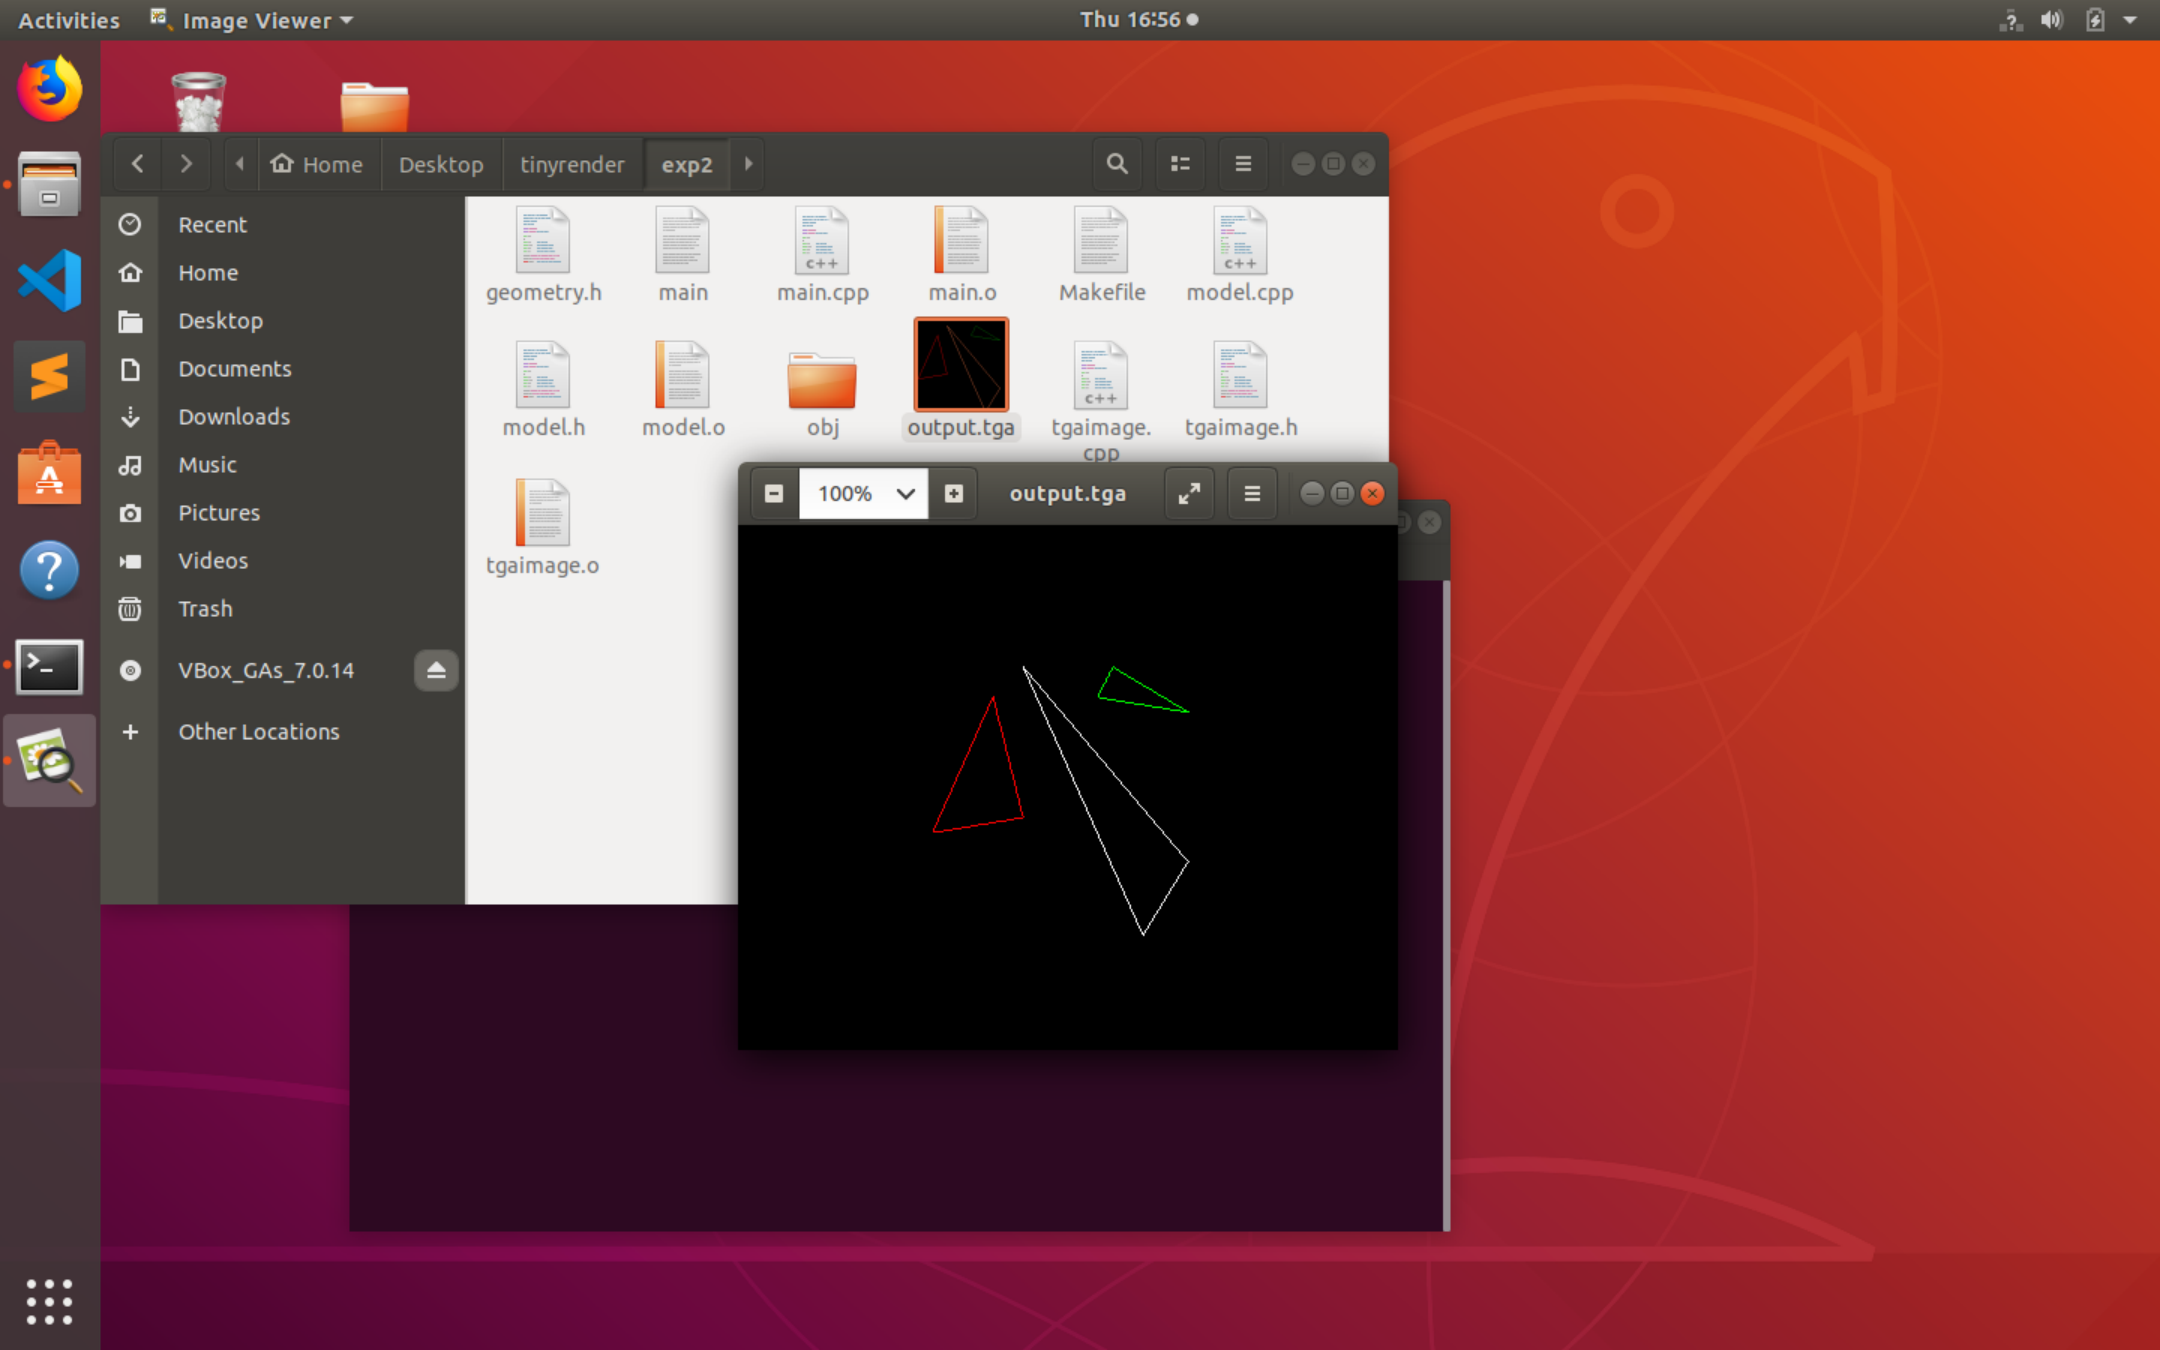 Activities Image Viewer Thu 16:56
Home Desktop tinyrender exp2
Recent
Home
Desktop
Documents
Downloads
Music
Pictures
Videos
Trash
VBox_GAs_7.0.14
Other Locations
geometry.h main main.cpp main.o Makefile model.cpp
model.h model.o obj output.tga tgaimage.
cpp
tgaimage.h
tgaimage.o
100% output.tga
c++
c++
c++